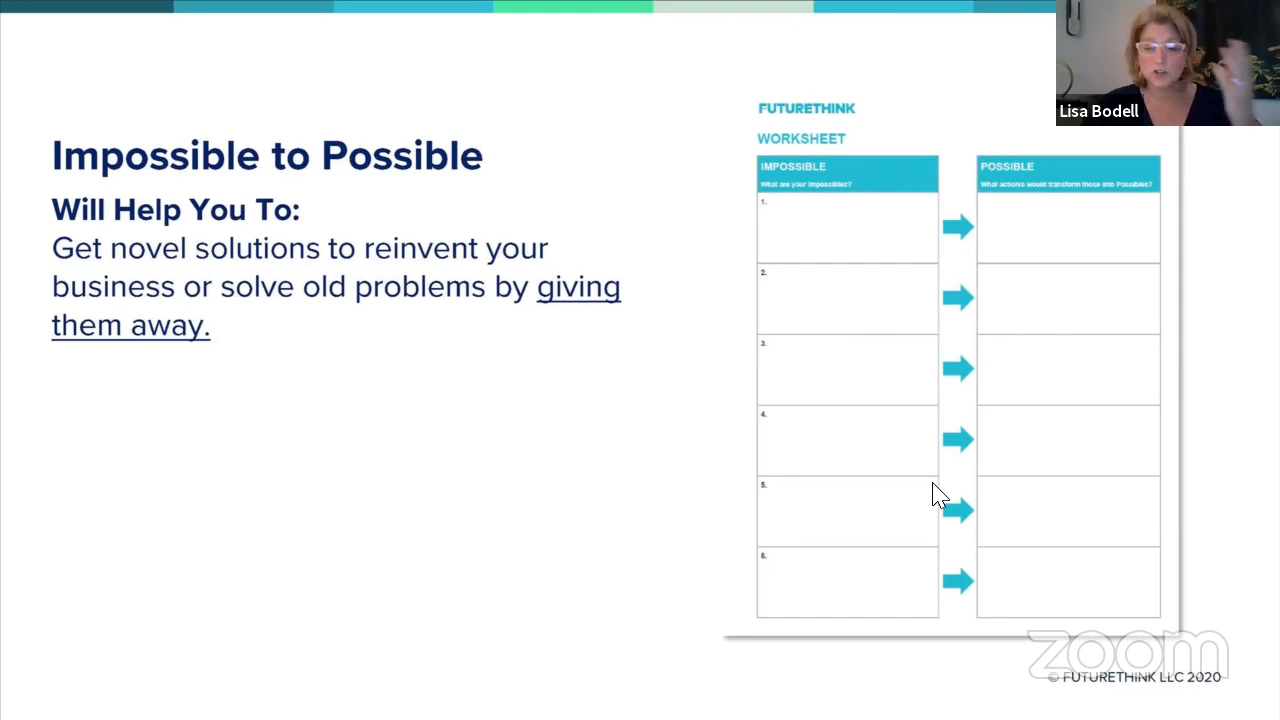 Lisa Bodell
Impossible to Possible
Will Help You To:
Get novel solutions to reinvent your
business or solve old problems by giving
them away.
FUTURETHINK
WORKSHEET
IMPOSSIBLE
What are your Impossibles?
POSSIBLE
What action/s would transform those into Possibles?
1.
2.
3.
4.
5.
6.
zoom
© FUTURETHINK LLC 2020